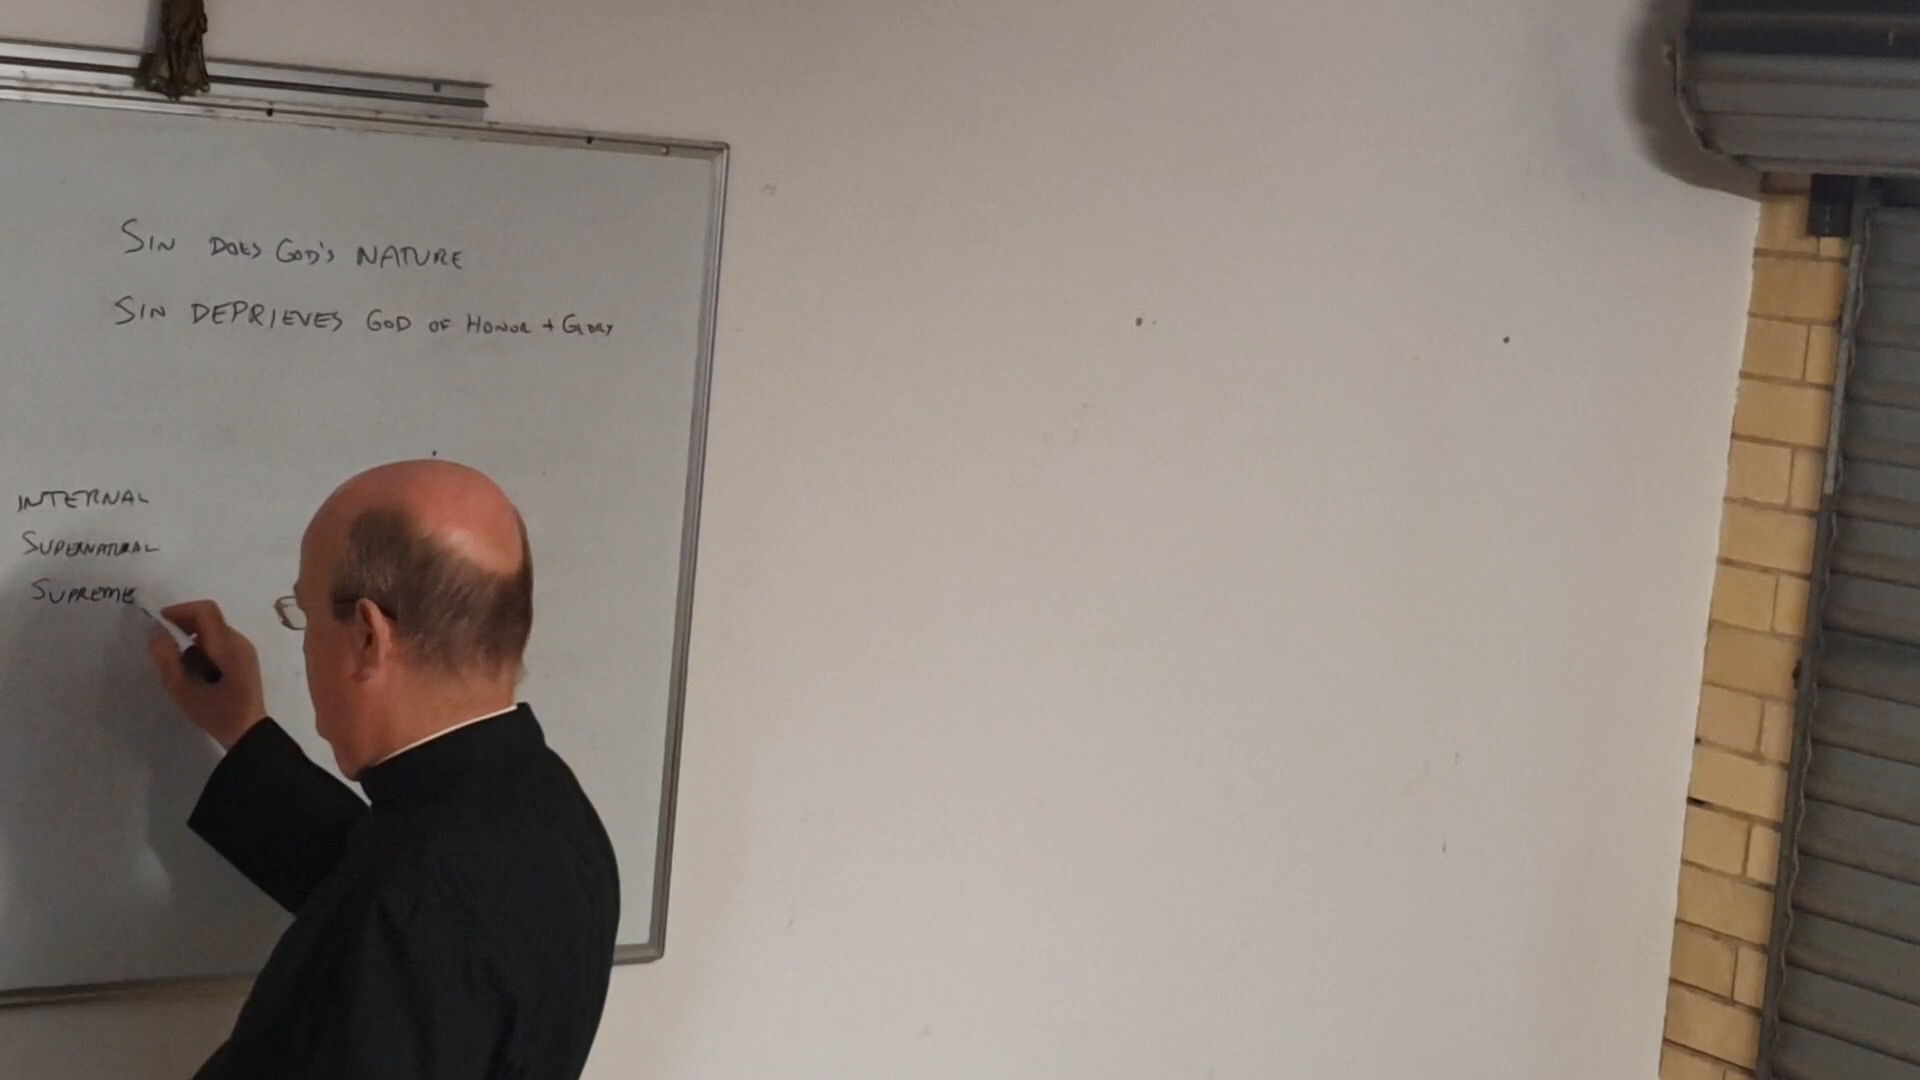 SIN DOES GOD'S NATURE
SIN DEPRIEVES GOD OF HONOR + GLORY
INTERNAL
SUPERNATURAL
SUPREME